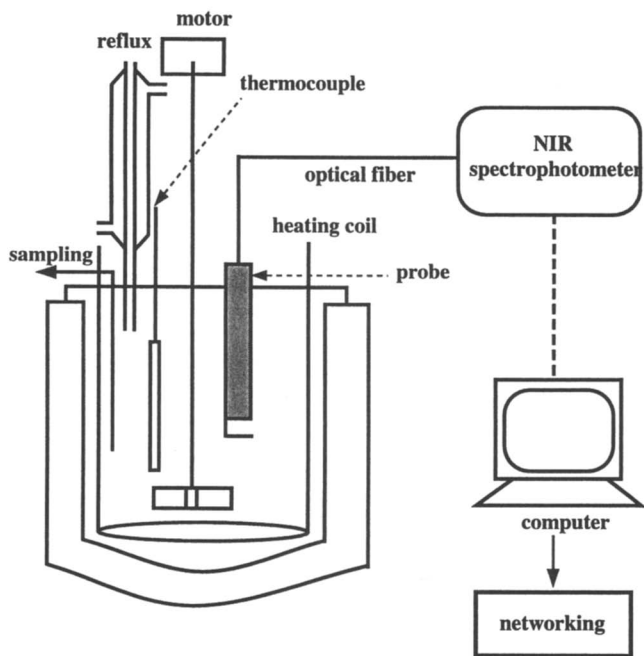 motor
reflux
thermocouple
NIR
spectrophotometer
optical fiber
heating coil
sampling
probe
computer
networking